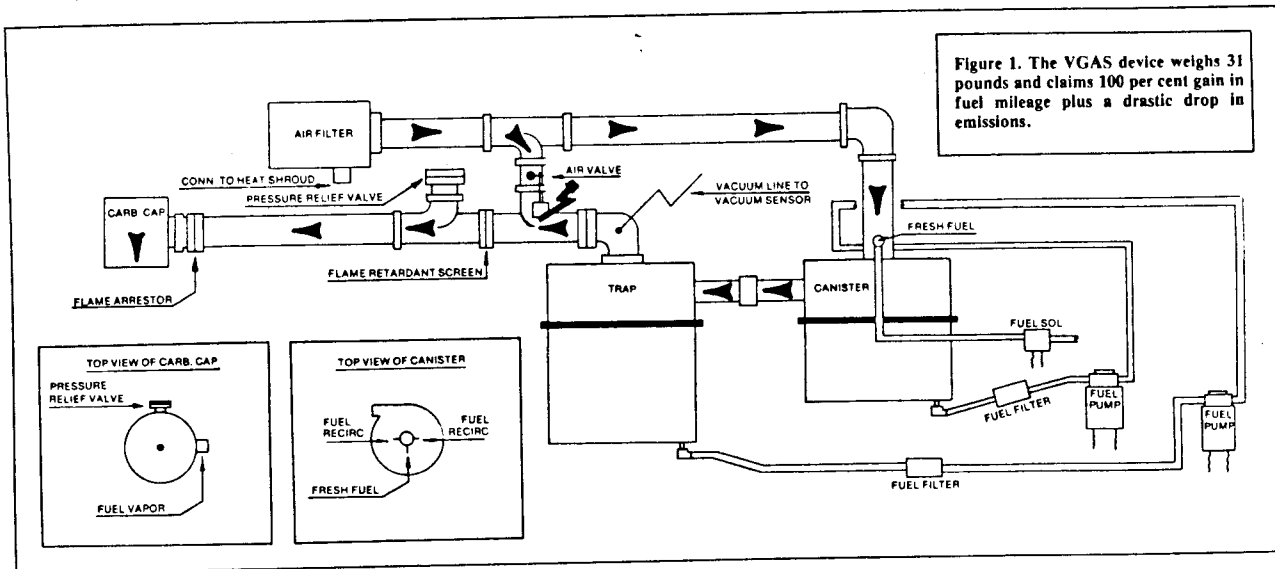 Figure 1. The VGAS device weighs 31
pounds and claims 100 per cent gain in
fuel mileage plus a drastic drop in
emissions.
AIR FILTER
CONN TO HEAT SHROUD
PRESSURE RELIEF VALVE
AIR VALVE
VACUUM LINE TO
VACUUM SENSOR
CARB CAP
FRESH FUEL
FLAME RETARDANT SCREEN
FLAME ARRESTOR
TRAP
CANISTER
FUEL SOL
FUEL FILTER
FUEL
PUMP
FUEL
PUMP
FUEL FILTER
TOP VIEW OF CARB. CAP
PRESSURE
RELIEF VALVE
FUEL VAPOR
TOP VIEW OF CANISTER
FUEL
RECIRC
FUEL
RECIRC
FRESH FUEL